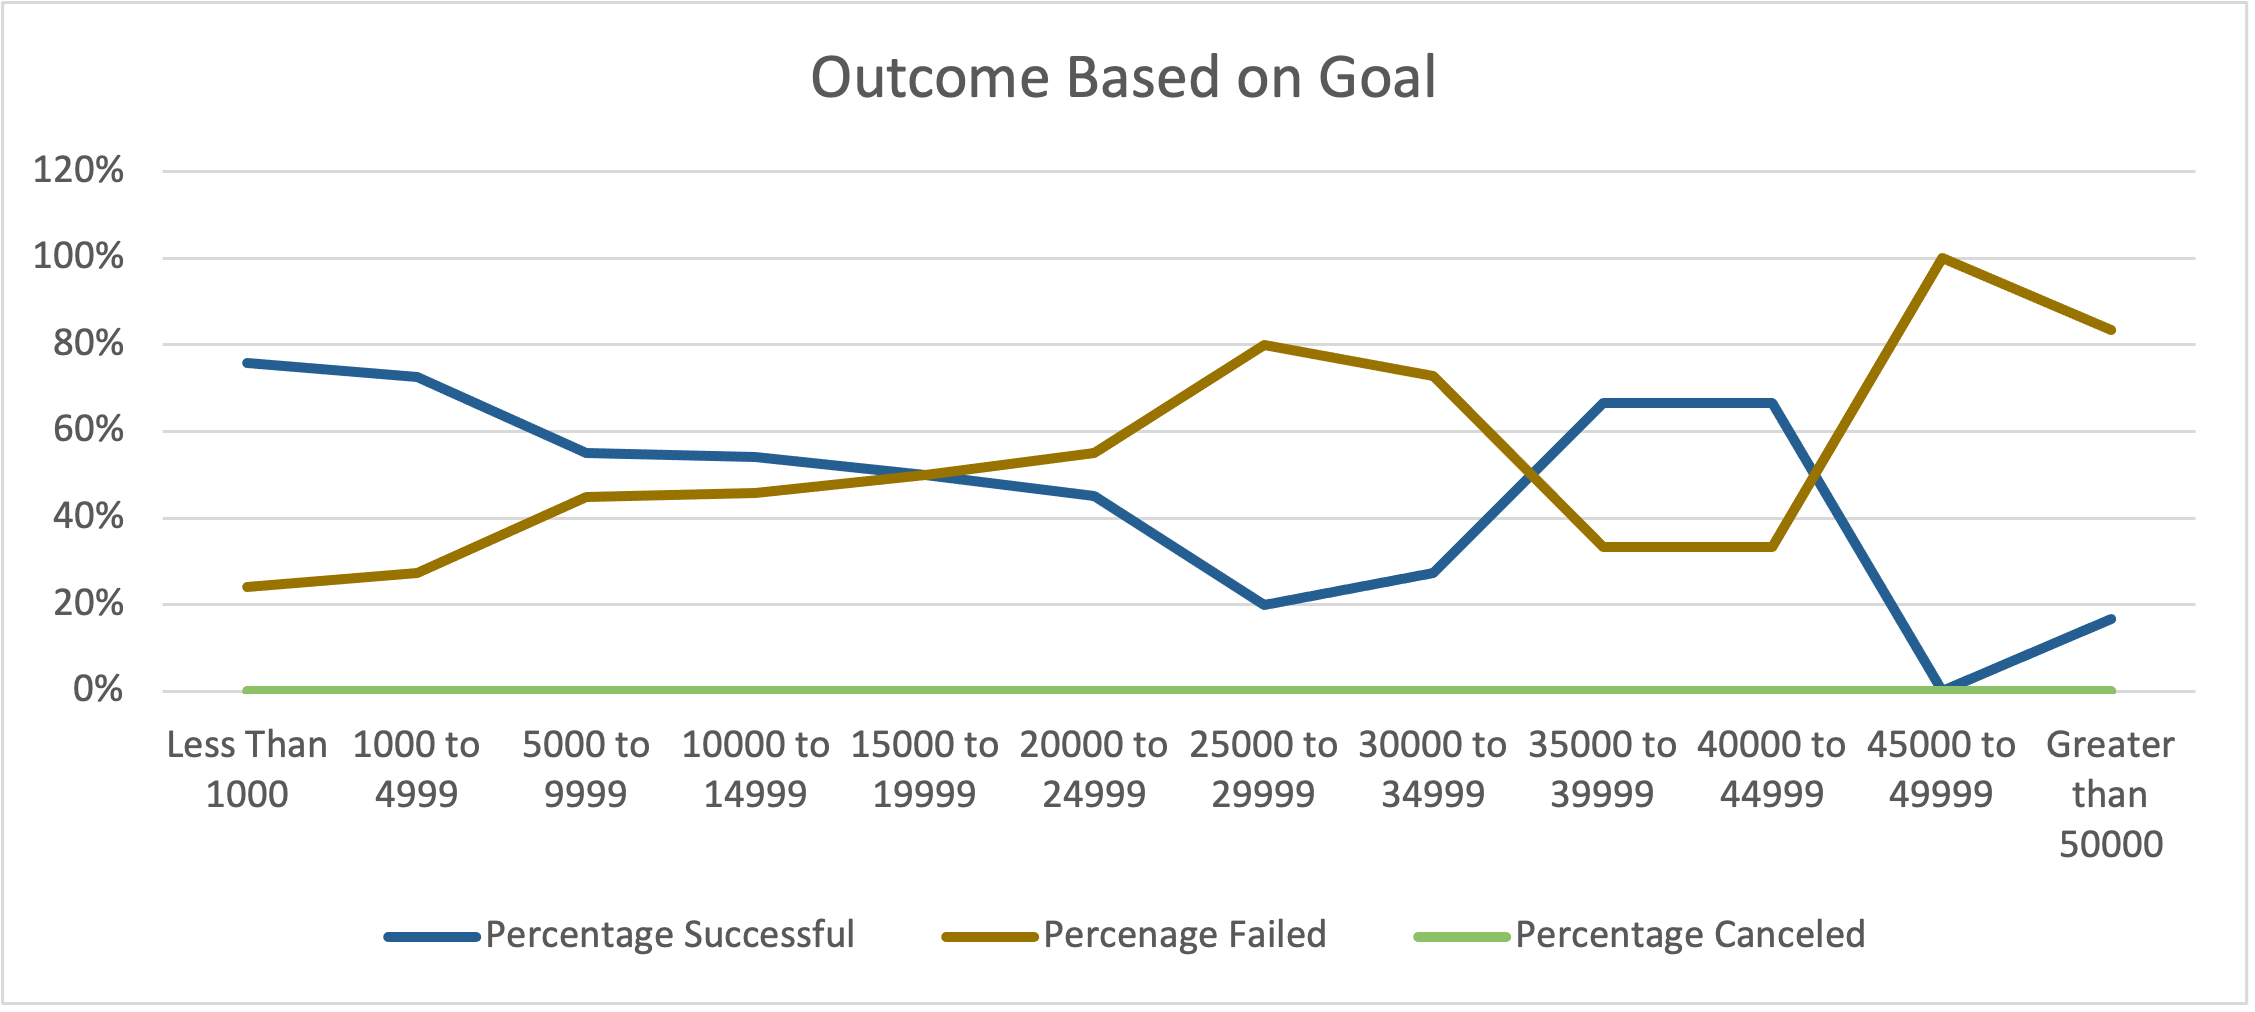 Outcome Based on Goal
120%
100%
80%
60%
40%
20%
0%
Less Than
1000
1000 to
4999
5000 to
9999
10000 to
14999
15000 to
19999
20000 to
24999
25000 to
29999
30000 to
34999
35000 to
39999
40000 to
44999
45000 to
49999
Greater
than
50000
Percentage Successful
Percenage Failed
Percentage Canceled